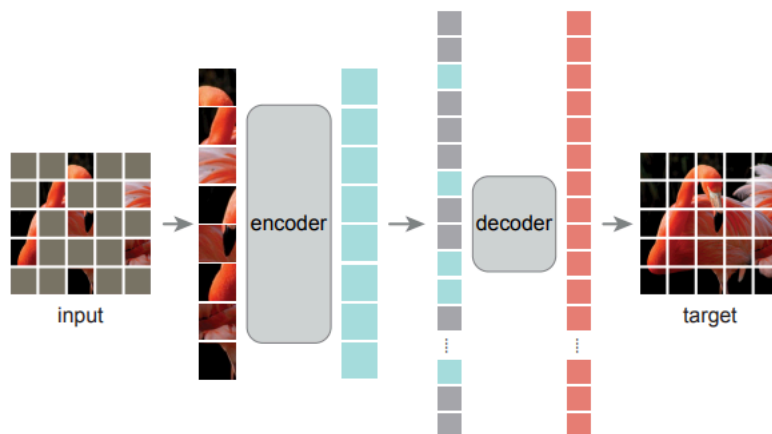 input
encoder
decoder
target